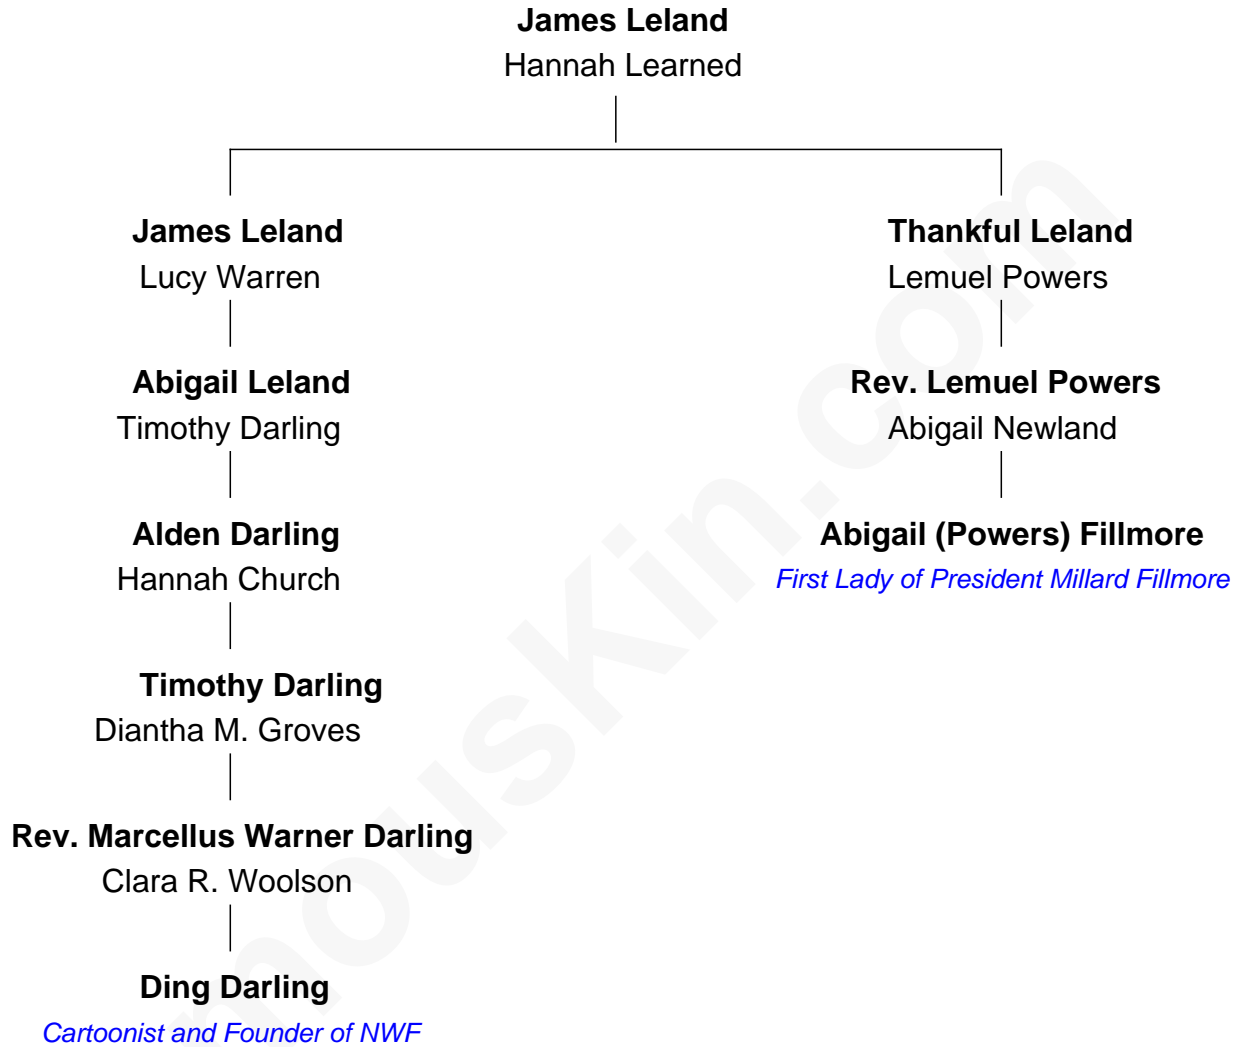 James Leland
Hannah Learned
James Leland
Lucy Warren
Thankful Leland
Lemuel Powers
Abigail Leland
Timothy Darling
Rev. Lemuel Powers
Abigail Newland
Alden Darling
Hannah Church
Abigail (Powers) Fillmore
First Lady of President Millard Fillmore
Timothy Darling
Diantha M. Groves
Rev. Marcellus Warner Darling
Clara R. Woolson
Ding Darling
Cartoonist and Founder of NWF
mousKin.com